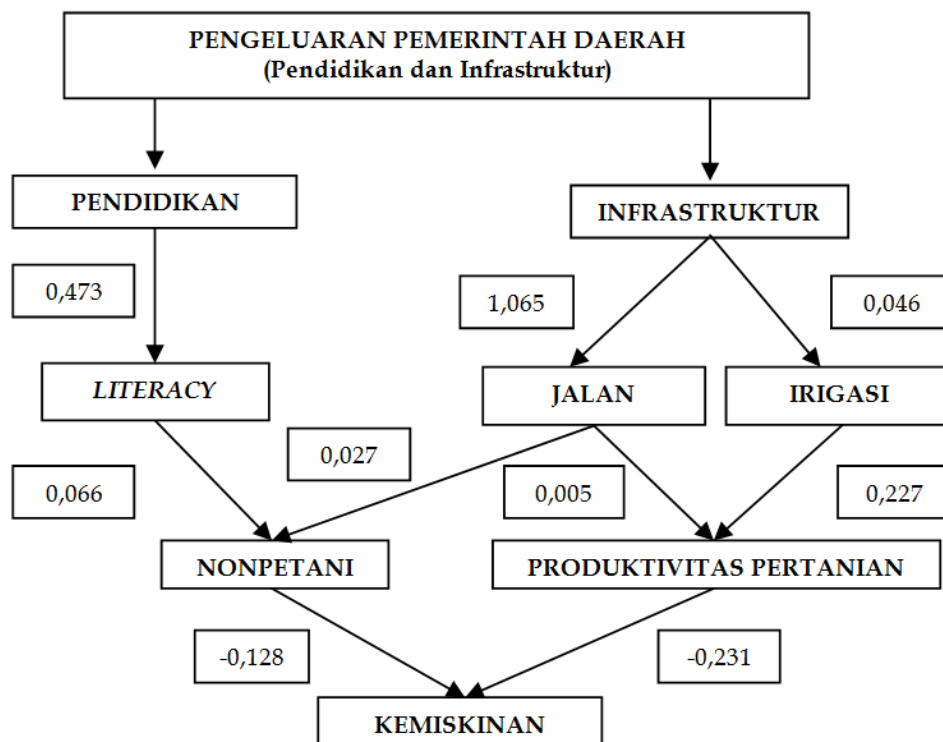 PENGELUARAN PEMERINTAH DAERAH
(Pendidikan dan Infrastruktur)
PENDIDIKAN
INFRASTRUKTUR
0,473
1,065
0,046
LITERACY
JALAN
IRIGASI
0,027
0,066
0,005
0,227
NONPETANI
PRODUKTIVITAS PERTANIAN
-0,128
-0,231
KEMISKINAN